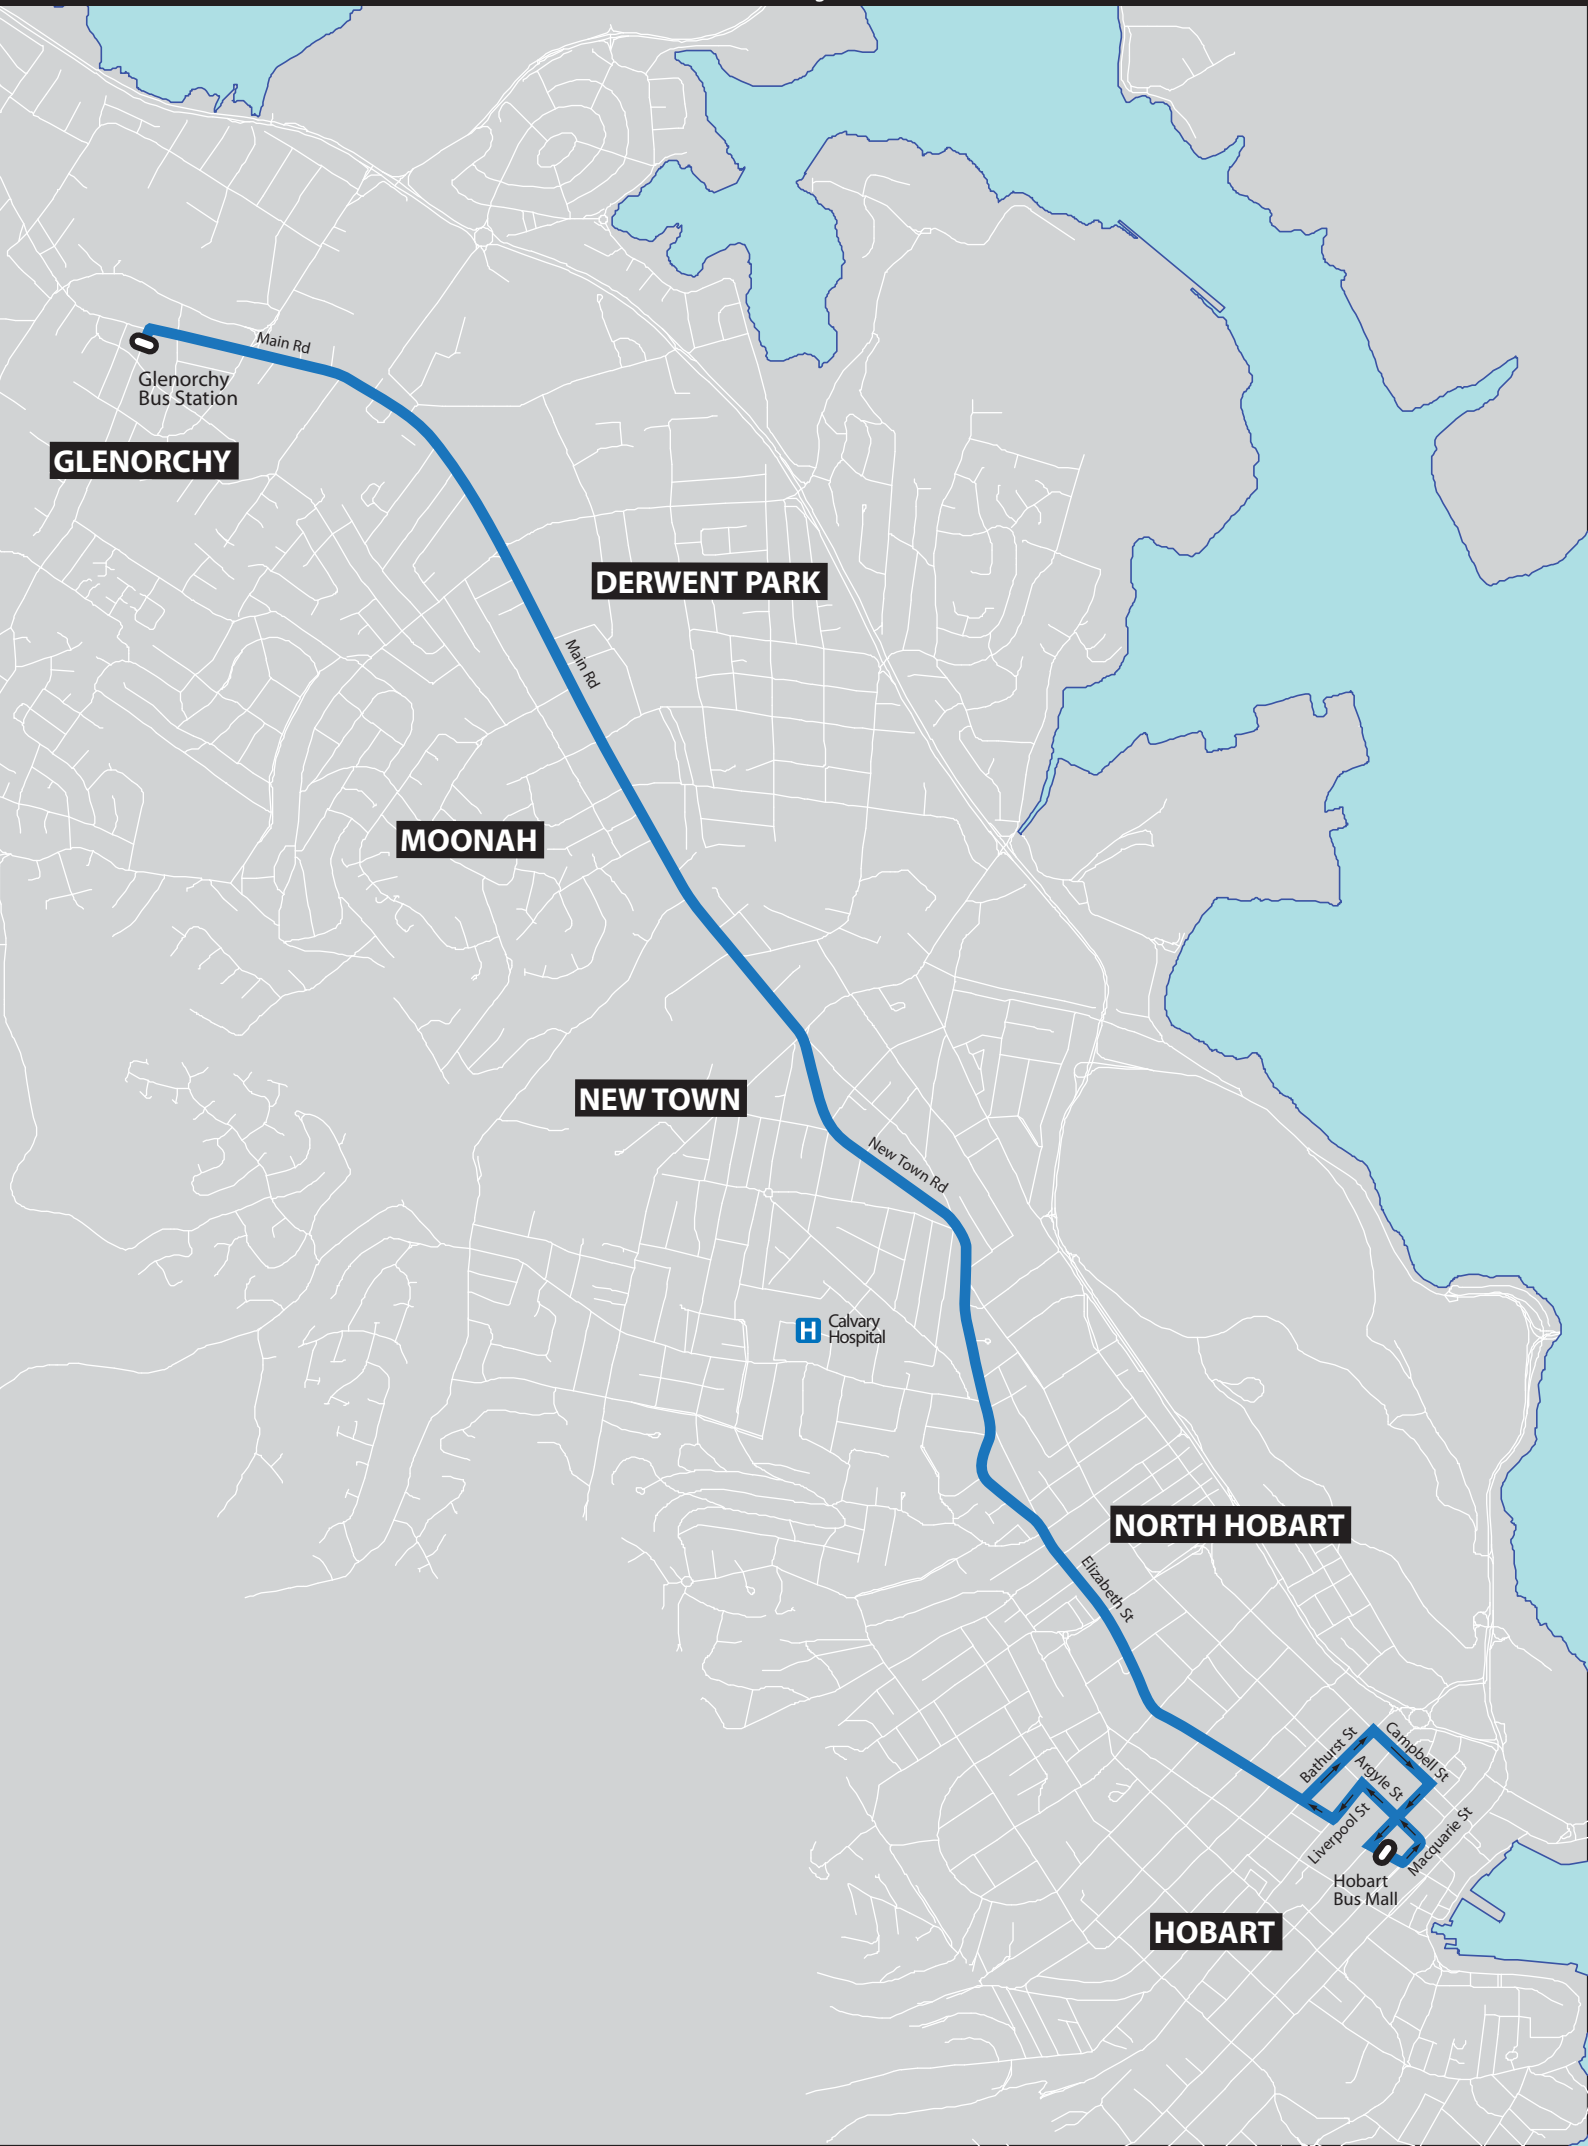 Main Rd
Glenorchy
Bus Station
GLENORCHY
DERWENT PARK
Main Rd
MOONAH
NEW TOWN
New Town Rd
H
Calvary
Hospital
NORTH HOBART
Elizabeth St
Bathurst St
Campbell St
Argyle St
Liverpool St
Macquarie St
Hobart
Bus Mall
HOBART